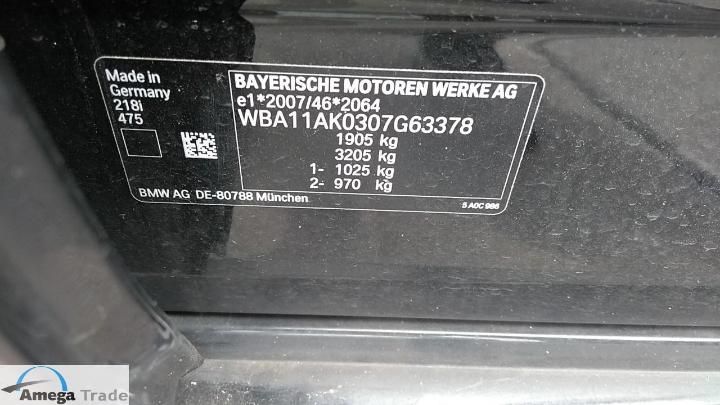 Made in
Germany
218i
475
BAYERISCHE MOTOREN WERKE AG
e1*2007/46*2064
WBA11AK0307G63378
1905 kg
3205 kg
1- 1025 kg
2- 970 kg
BMW AG DE-80788 München
5 A0C 986
Amega Trade